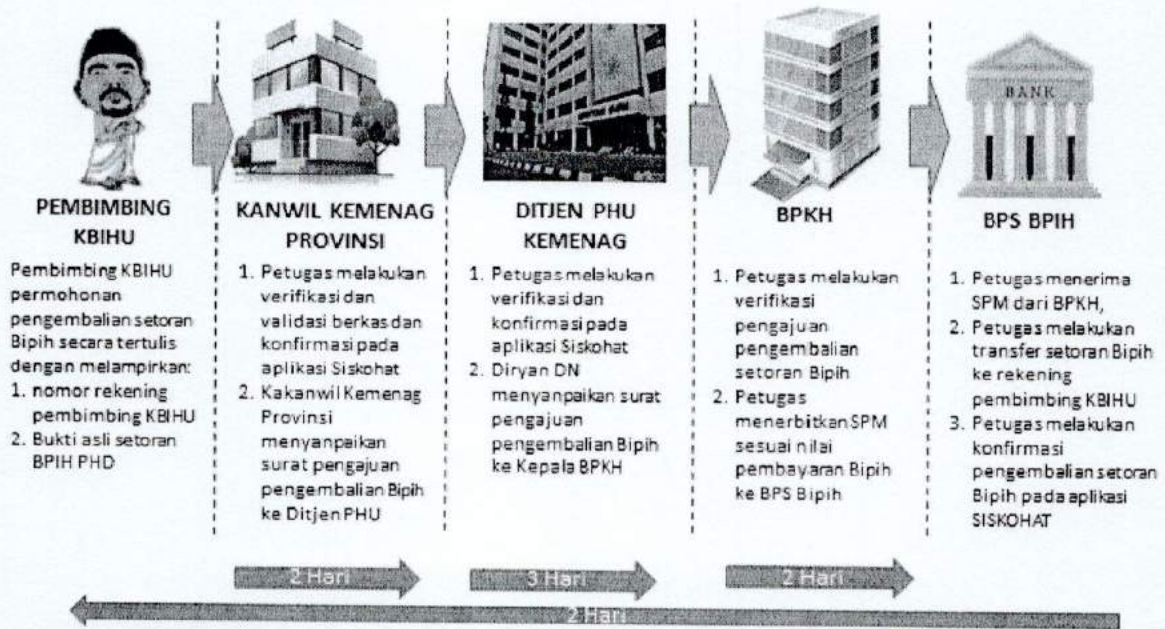 BANK
PEMBIMBING
KBIHU
Pembimbing KBIHU
permohonan
pengembalian setoran
Bipih secara tertulis
dengan melampirkan:
1. nomor rekening
pembimbing KBIHU
2. Bukti asli setoran
BPIH PHD
KANWIL KEMENAG
PROVINSI
1. Petugas melakukan
verifikasi dan
validasi berkas dan
konfirmasi pada
aplikasi Siskohat
2. Kakanwil Kemenag
Provinsi
menyanpaikan
surat pengajuan
pengembalian Bipih
ke Ditjen PHU
DITJEN PHU
KEMENAG
1. Petugas melakukan
verifikasi dan
konfirmasi pada
aplikasi Siskohat
2. Diryan DN
menyanpaikan surat
pengajuan
pengembalian Bipih
ke Kepala BPKH
BPKH
1. Petugas melakukan
verifikasi
pengajuan
pengembalian
setoran Bipih
2. Petugas
menerbitkan SPM
sesuai nilai
pembayaran Bipih
ke BPS Bipih
BPS BPIH
1. Petugas menerima
SPM dari BPKH,
2. Petugas melakukan
transfer setoran Bipih
ke rekening
pembimbing KBIHU
3. Petugas melakukan
konfirmasi
pengembalian setoran
Bipih pada aplikasi
SISKOHAT
2 Hari
3 Hari
2 Hari
2 Hari